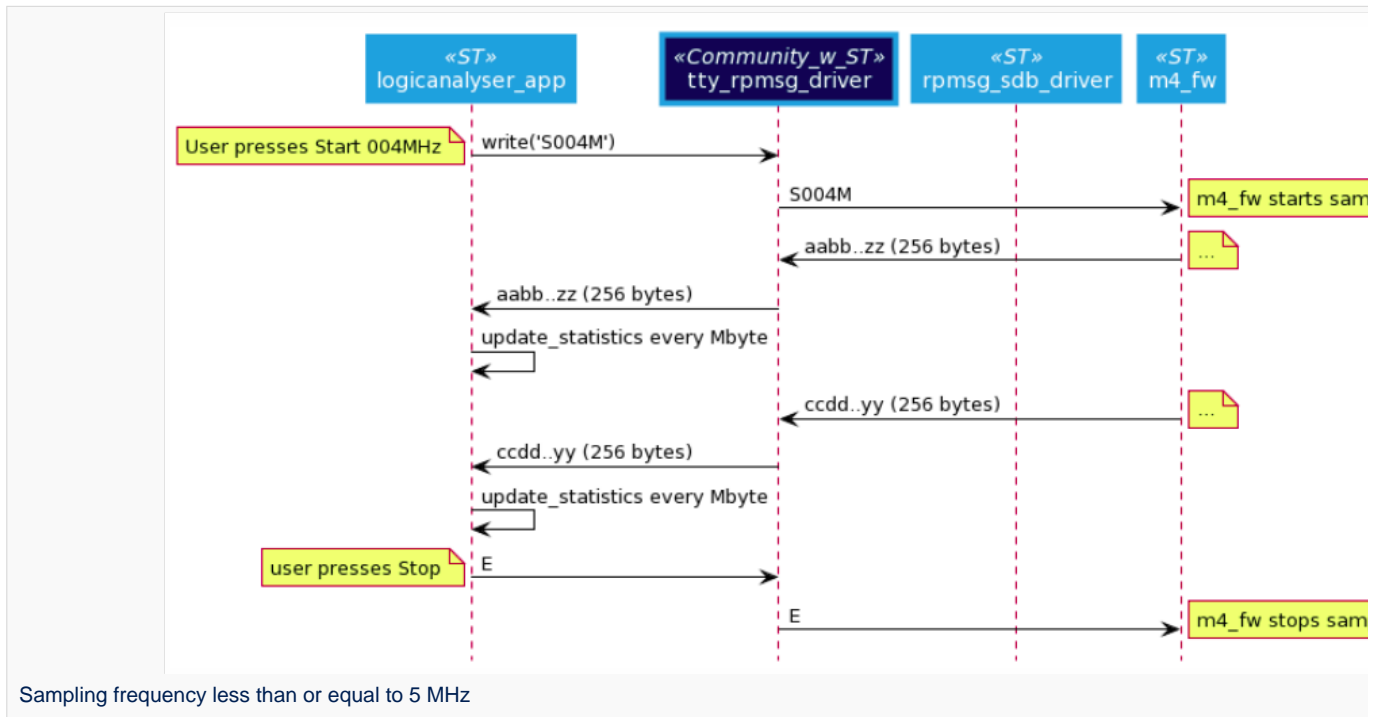 «ST»
logicanalyser_app
«Community_w_ST»
tty_rpmsg_driver
«ST»
rpmsg_sdb_driver
«ST»
m4_fw
User presses Start 004MHz
write('S004M')
S004M
m4_fw starts sam
aabb..zz (256 bytes)
...
aabb..zz (256 bytes)
update_statistics every Mbyte
ccdd..yy (256 bytes)
...
ccdd..yy (256 bytes)
update_statistics every Mbyte
user presses Stop
E
E
m4_fw stops sam
Sampling frequency less than or equal to 5 MHz